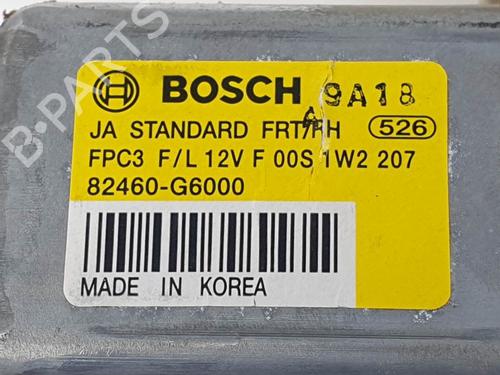 BOSCH 9A18
JA STANDARD FRT/RH 526
FPC3 F/L 12V F 00S 1W2 207
82460-G6000
MADE IN KOREA
B-PARTS